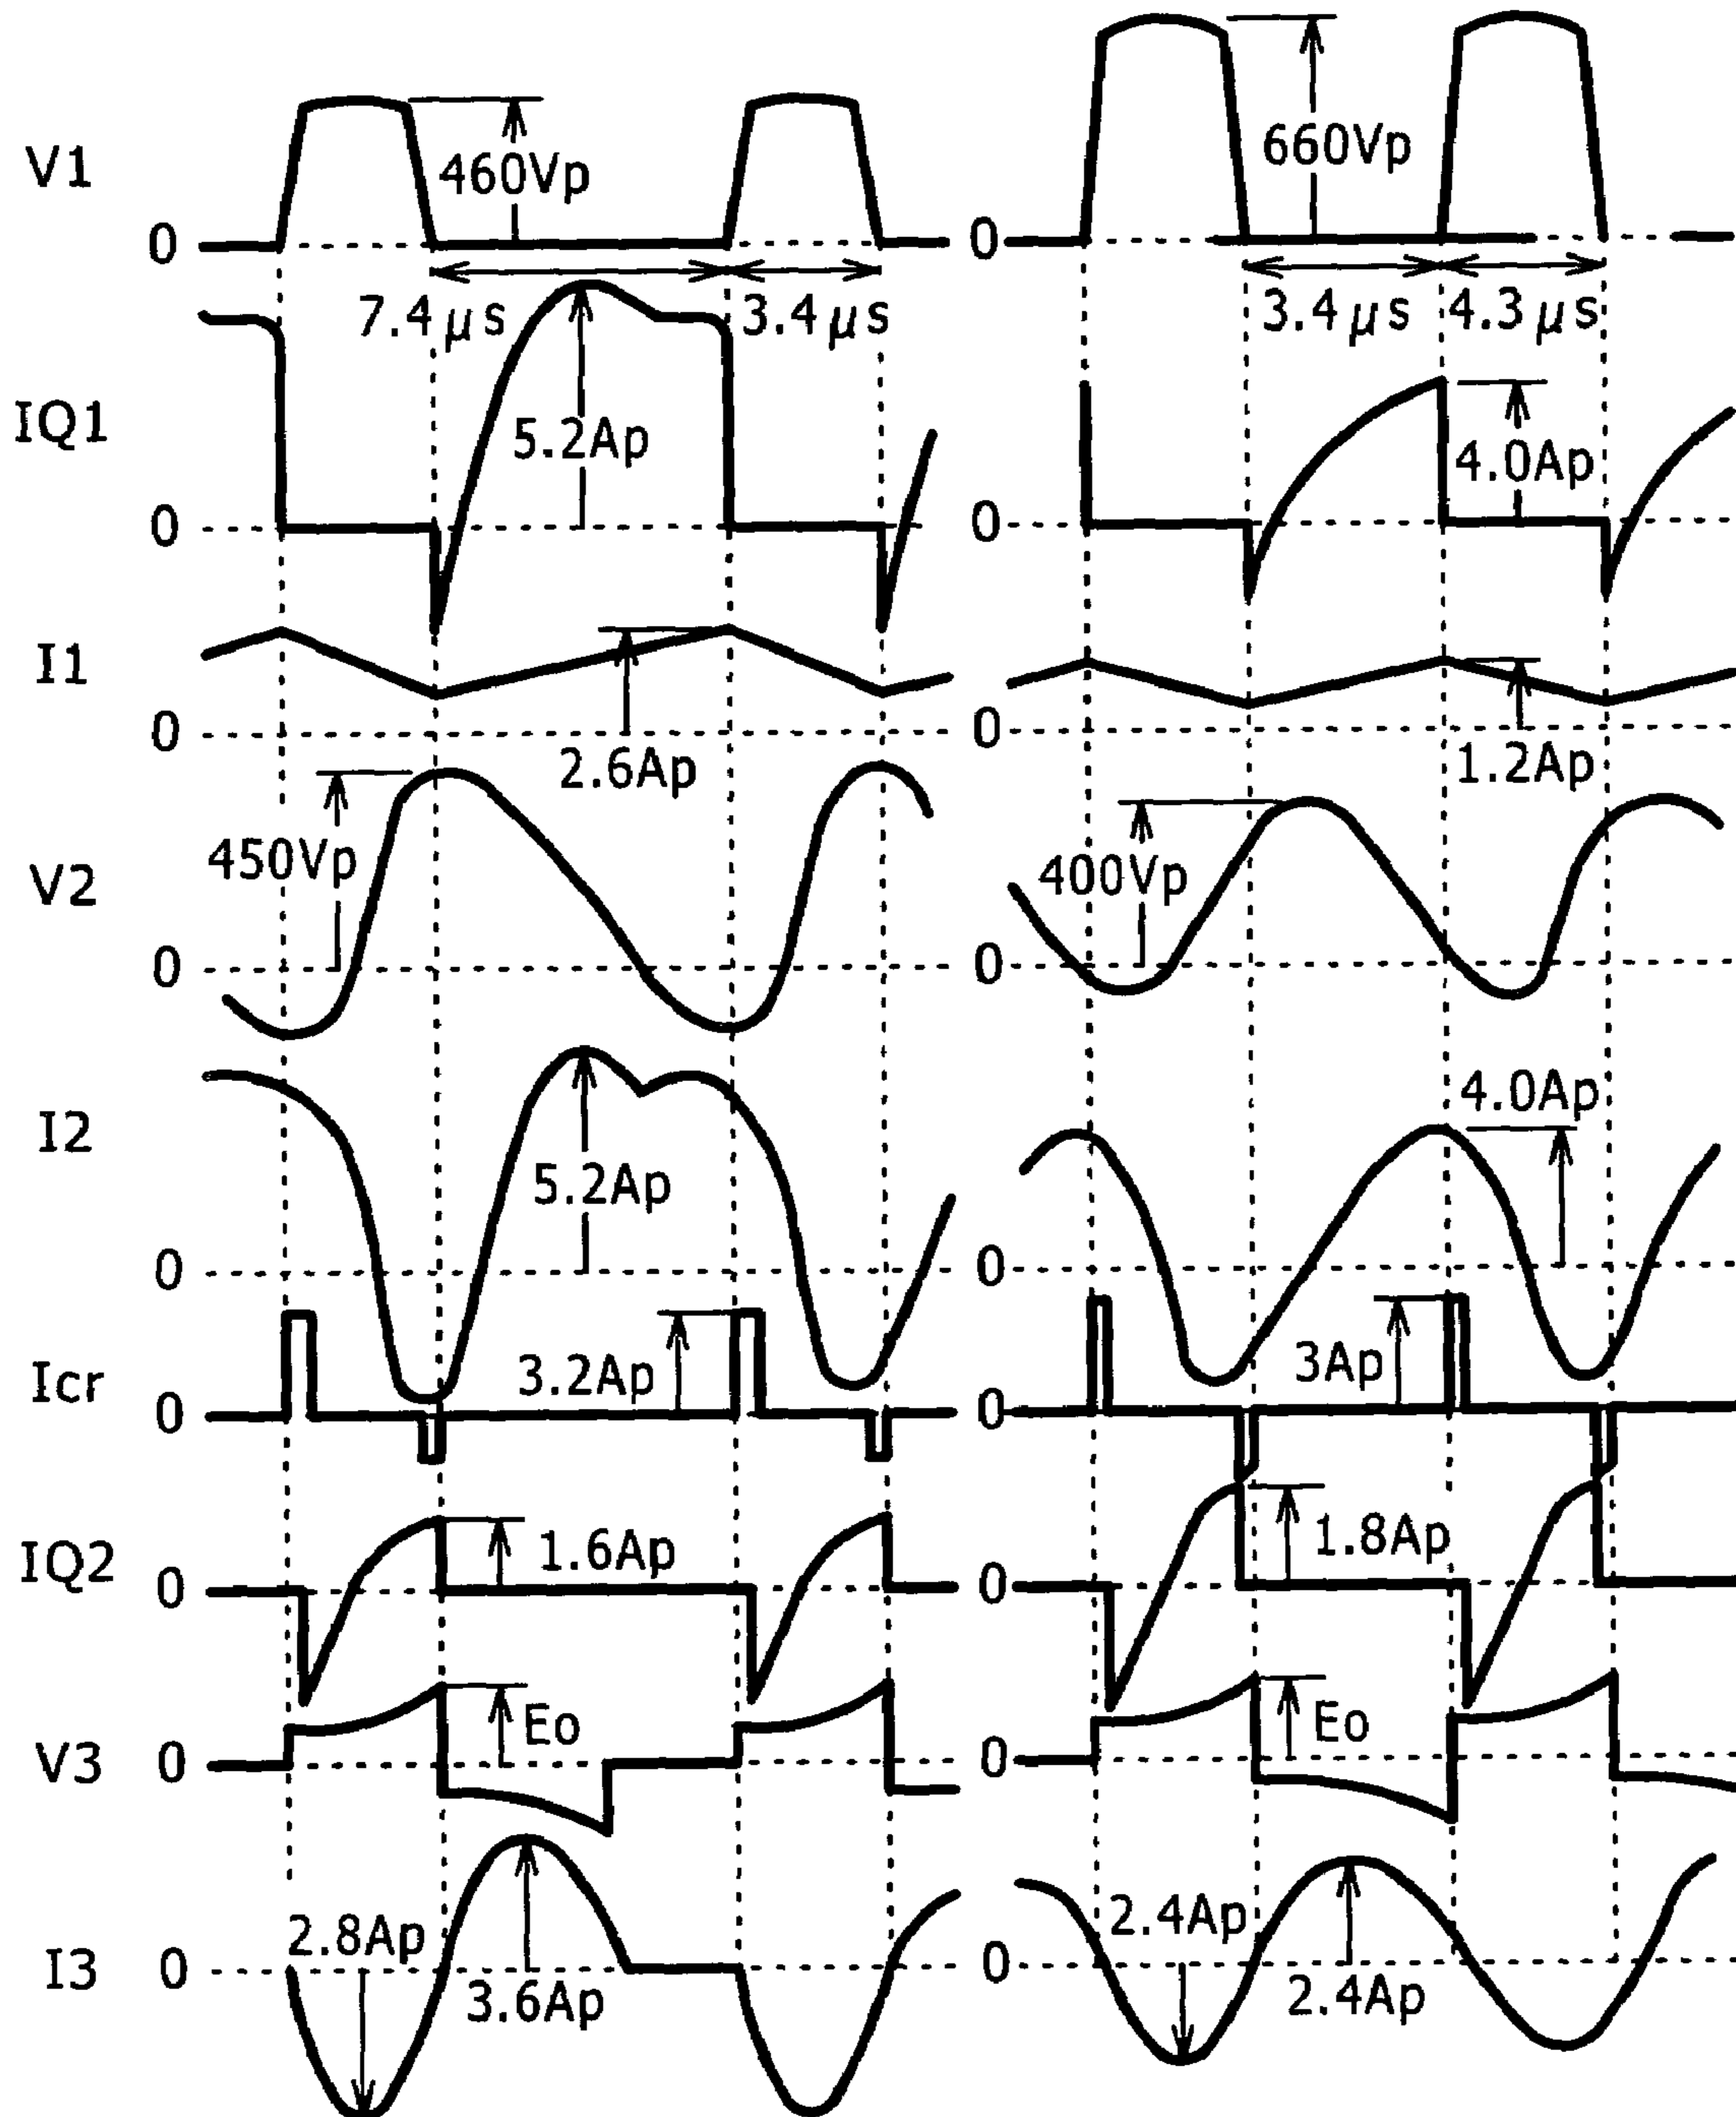 V1
0
460Vp
0
660Vp
7.4μs
3.4μs
3.4μs
4.3μs
IQ1
0
5.2Ap
0
4.0Ap
I1
0
2.6Ap
0
1.2Ap
V2
0
450Vp
0
400Vp
I2
0
5.2Ap
0
4.0Ap
Icr
0
3.2Ap
0
3Ap
IQ2
0
1.6Ap
0
1.8Ap
V3
0
Eo
0
Eo
I3
0
2.8Ap
3.6Ap
0
2.4Ap
2.4Ap